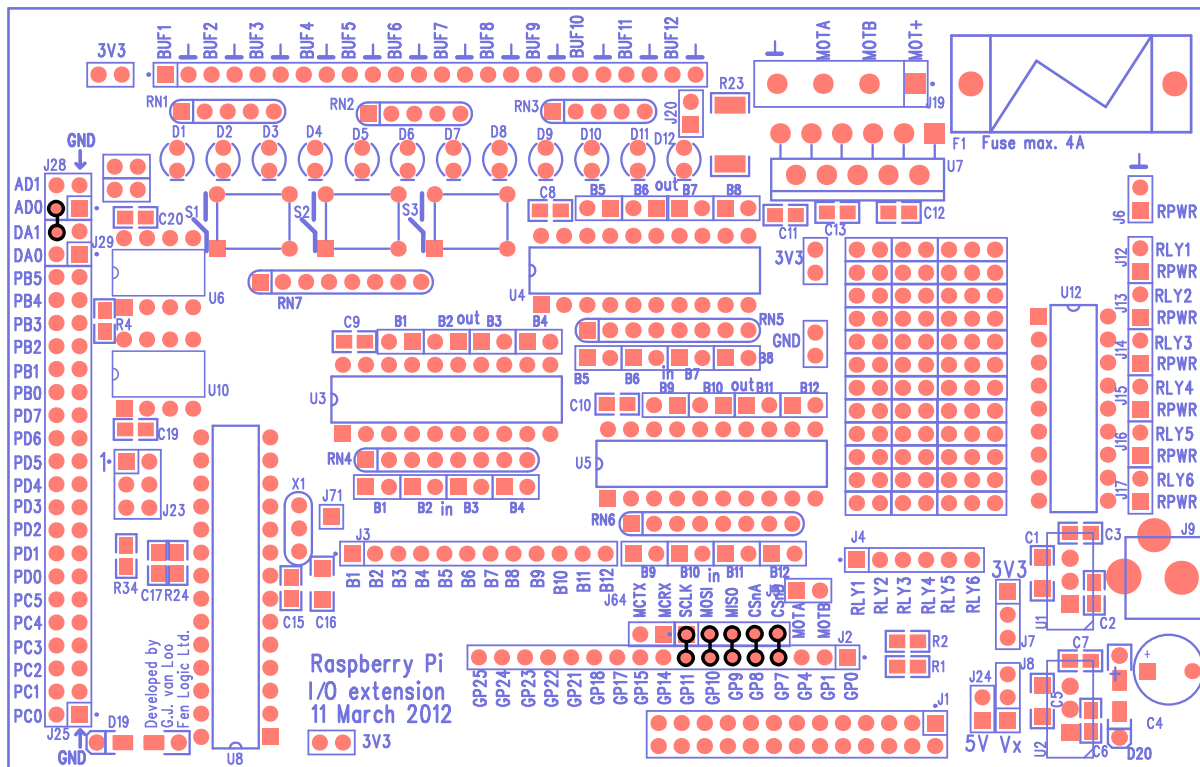 3V3
BUF1 BUF2 BUF3 BUF4 BUF5 BUF6 BUF7 BUF8 BUF9 BUF10 BUF11 BUF12
MOTA MOTB MOT+
RN1 RN2 RN3 J20 R23 J19
F1 Fuse max. 4A
D1 D2 D3 D4 D5 D6 D7 D8 D9 D10 D11 D12
U7
GND
J28
AD1
AD0
DA1
DA0
J29
PB5
PB4
PB3
PB2
PB1
PB0
PD7
PD6
PD5
PD4
PD3
PD2
PD1
PD0
PC5
PC4
PC3
PC2
PC1
PC0
J25
GND
C20
S1 S2 S3
C8 B5 B6 out B7 B8
C11 C13 C12
J6 RPWR
U6
RN7
U4
3V3
J12 RLY1
RPWR
J13 RLY2
RPWR
J14 RLY3
RPWR
J15 RLY4
RPWR
J16 RLY5
RPWR
J17 RLY6
RPWR
U12
R4
C9 B1 B2 out B3 B4
RN5
GND
B5 B6 in B7 B8
U10
U3
C10 B9 B10 out B11 B12
C19
RN4
U5
1
J23
B1 B2 in B3 B4
X1 J71
RN6
B9 B10 in B11 B12
R34 C17 R24
C15 C16
J3
B1 B2 B3 B4 B5 B6 B7 B8 B9 B10 B11 B12
J4
RLY1 RLY2 RLY3 RLY4 RLY5 RLY6
C1 C3 J9
3V3
U1 C2
J7
J64 MCTX MCRX SCLK MOSI MISO CSnA CSnB J5 MOTA MOTB
J2
GP25 GP24 GP23 GP22 GP21 GP18 GP17 GP15 GP14 GP11 GP10 GP9 GP8 GP7 GP4 GP1 GP0
R2
R1
C7
J8
J24
C5
U2 C6
C4
D20
5V Vx
J1
Developed by
G.J. van Loo
Fen Logic Ltd.
D19
U8
Raspberry Pi
I/O extension
11 March 2012
3V3